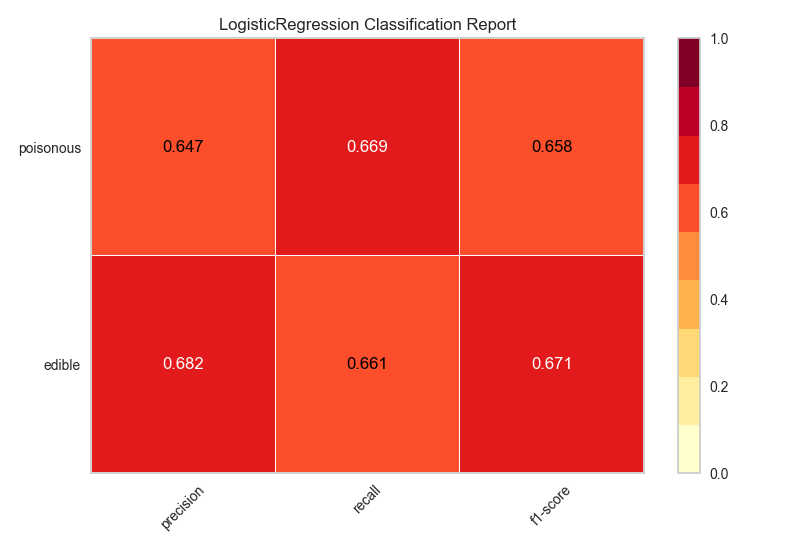 LogisticRegression Classification Report
poisonous 0.647 0.669 0.658
edible 0.682 0.661 0.671
precision recall f1-score
1.0
0.8
0.6
0.4
0.2
0.0